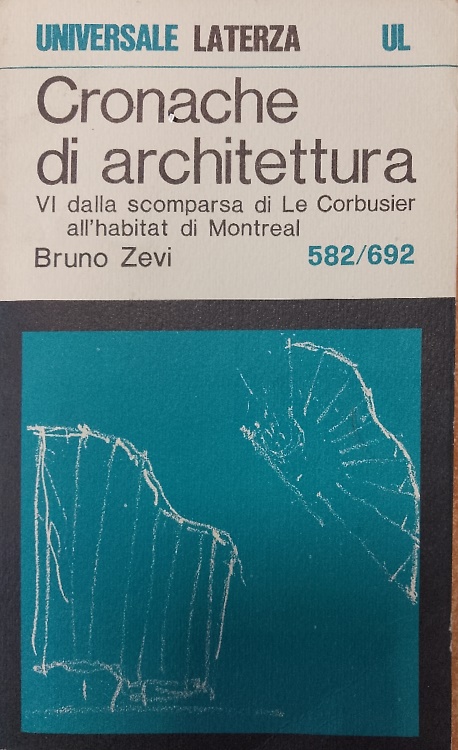 UNIVERSALE LATERZA UL
Cronache
di architettura
VI dalla scomparsa di Le Corbusier
all'habitat di Montreal
Bruno Zevi 582/692